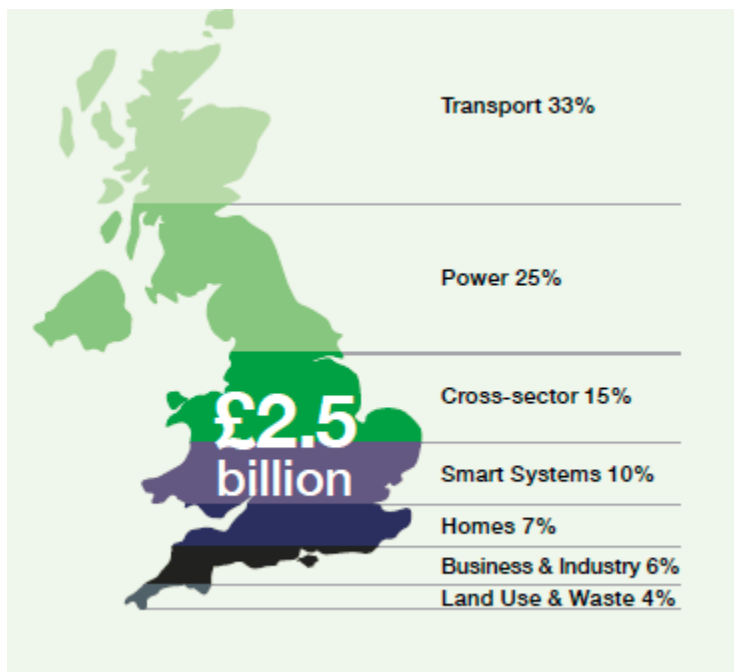 Transport 33%
Power 25%
Cross-sector 15%
£2.5
billion
Smart Systems 10%
Homes 7%
Business & Industry 6%
Land Use & Waste 4%